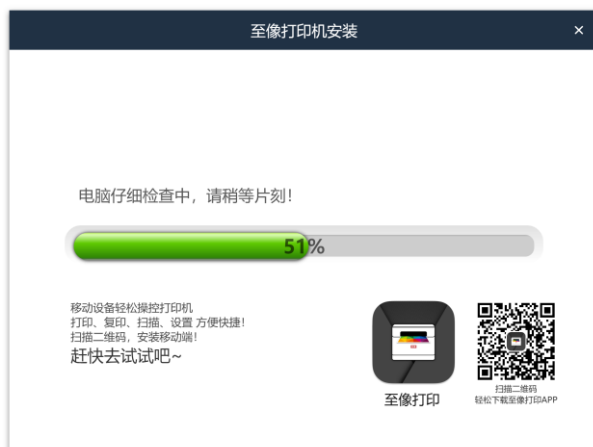 至像打印机安装
×
电脑仔细检查中，请稍等片刻！
51%
移动设备轻松操控打印机
打印、复印、扫描、设置 方便快捷！
扫描二维码，安装移动端！
赶快去试试吧~
至像打印
扫描二维码
轻松下载至像打印APP